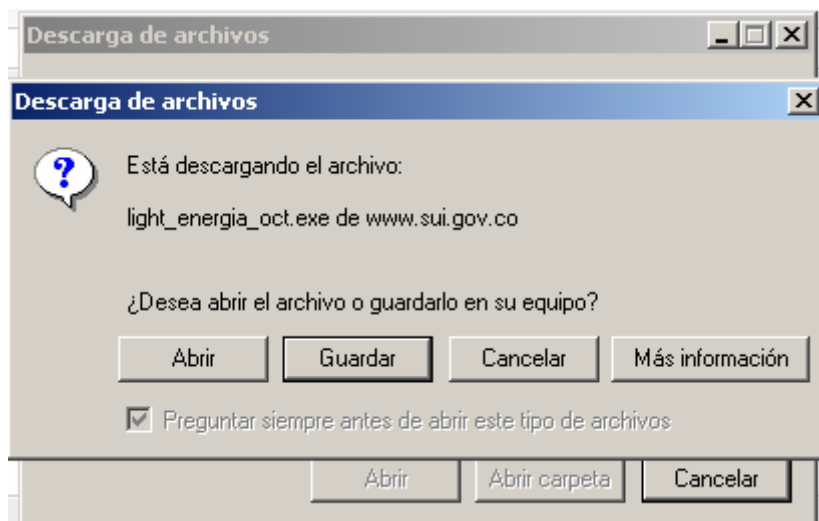 Descarga de archivos
Descarga de archivos
Está descargando el archivo:
light_energia_oct.exe de www.sui.gov.co
¿Desea abrir el archivo o guardarlo en su equipo?
Abrir Guardar Cancelar Más información
Preguntar siempre antes de abrir este tipo de archivos
Abrir Abrir carpeta Cancelar